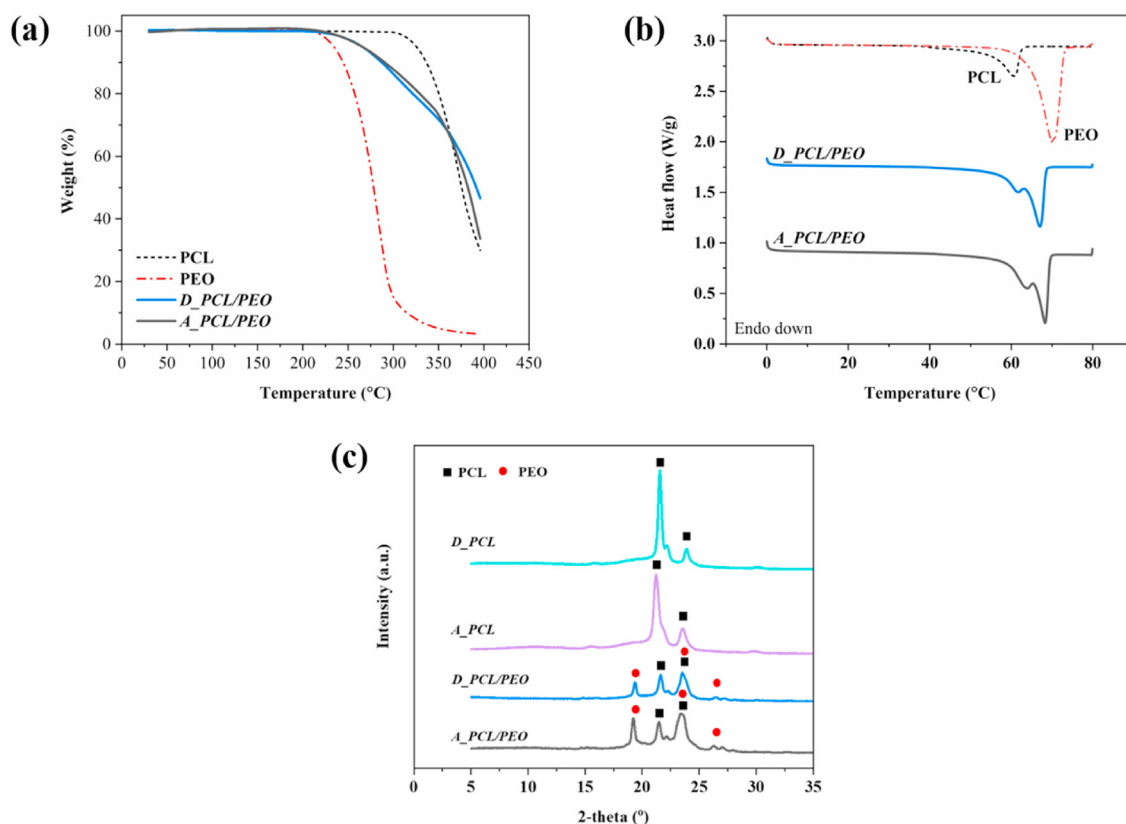 (a)
100
80
60
40
20
0
Weight (%)
PCL
PEO
D_PCL/PEO
A_PCL/PEO
0 50 100 150 200 250 300 350 400 450
Temperature (°C)
(b)
3.0
2.5
2.0
1.5
1.0
0.5
0.0
Heat flow (W/g)
PCL
PEO
D_PCL/PEO
A_PCL/PEO
Endo down
0 20 40 60 80
Temperature (°C)
(c)
PCL PEO
D_PCL
A_PCL
D_PCL/PEO
A_PCL/PEO
Intensity (a.u.)
0 5 10 15 20 25 30 35
2-theta (º)